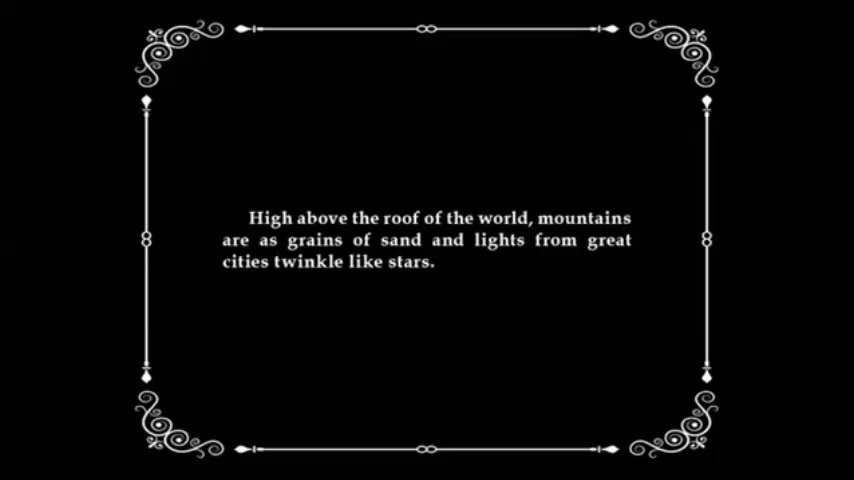 High above the roof of the world, mountains
are as grains of sand and lights from great
cities twinkle like stars.